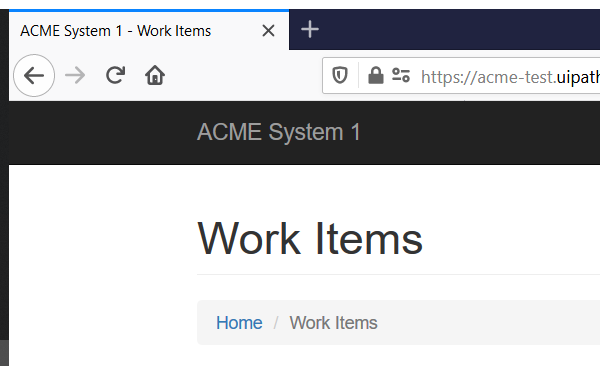 ACME System 1 - Work Items
https://acme-test.uipath
ACME System 1
Work Items
Home / Work Items